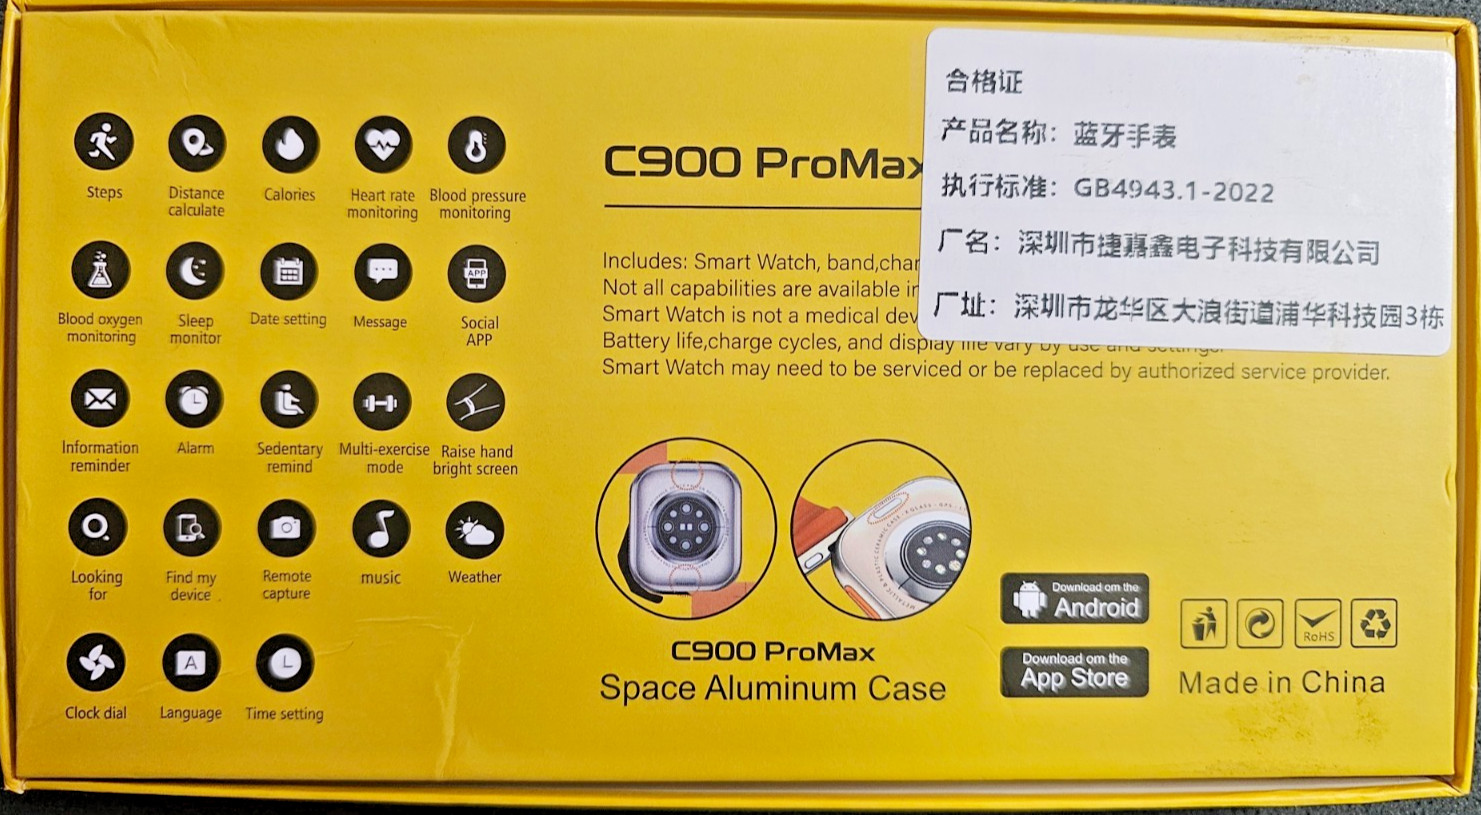 Steps
Distance
calculate
Calories
Heart rate
monitoring
Blood pressure
monitoring
Blood oxygen
monitoring
Sleep
monitor
Date setting
Message
APP
Social
APP
Information
reminder
Alarm
Sedentary
remind
Multi-exercise
mode
Raise hand
bright screen
Looking
for
Find my
device
Remote
capture
music
Weather
Clock dial
A
Language
Time setting
C900 ProMax
Includes: Smart Watch, band,
Not all capabilities are available
Smart Watch is not a medical
Battery life,charge cycles, and display life vary by use and settings.
Smart Watch may need to be serviced or be replaced by authorized service provider.
合格证
产品名称：蓝牙手表
执行标准：GB4943.1-2022
厂名：深圳市捷嘉鑫电子科技有限公司
厂址：深圳市龙华区大浪街道浦华科技园3栋
C900 ProMax
Space Aluminum Case
Download om the
Android
Download om the
App Store
RoHS
Made in China